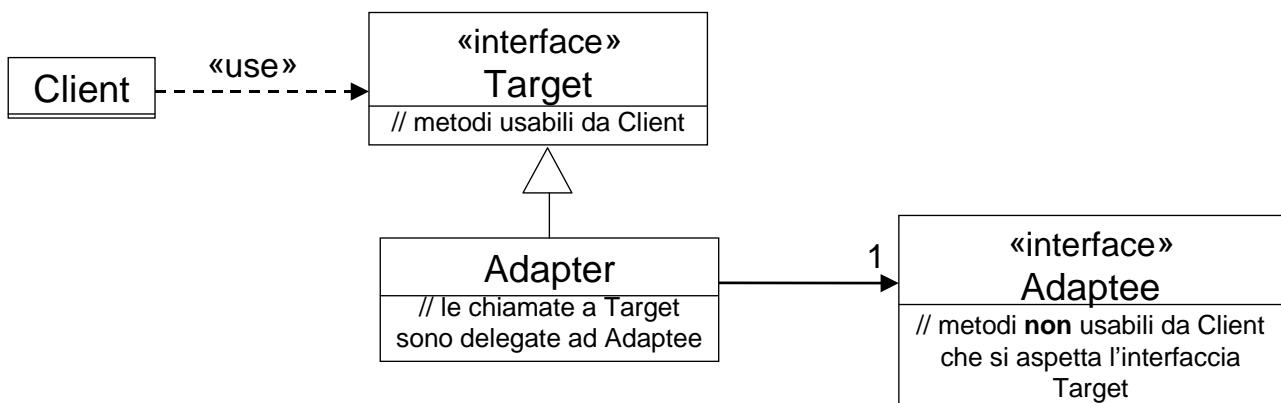 «interface»
Target
// metodi usabili da Client
Client
«use»
Adapter
// le chiamate a Target
sono delegate ad Adaptee
1
«interface»
Adaptee
// metodi non usabili da Client
che si aspetta l'interfaccia
Target